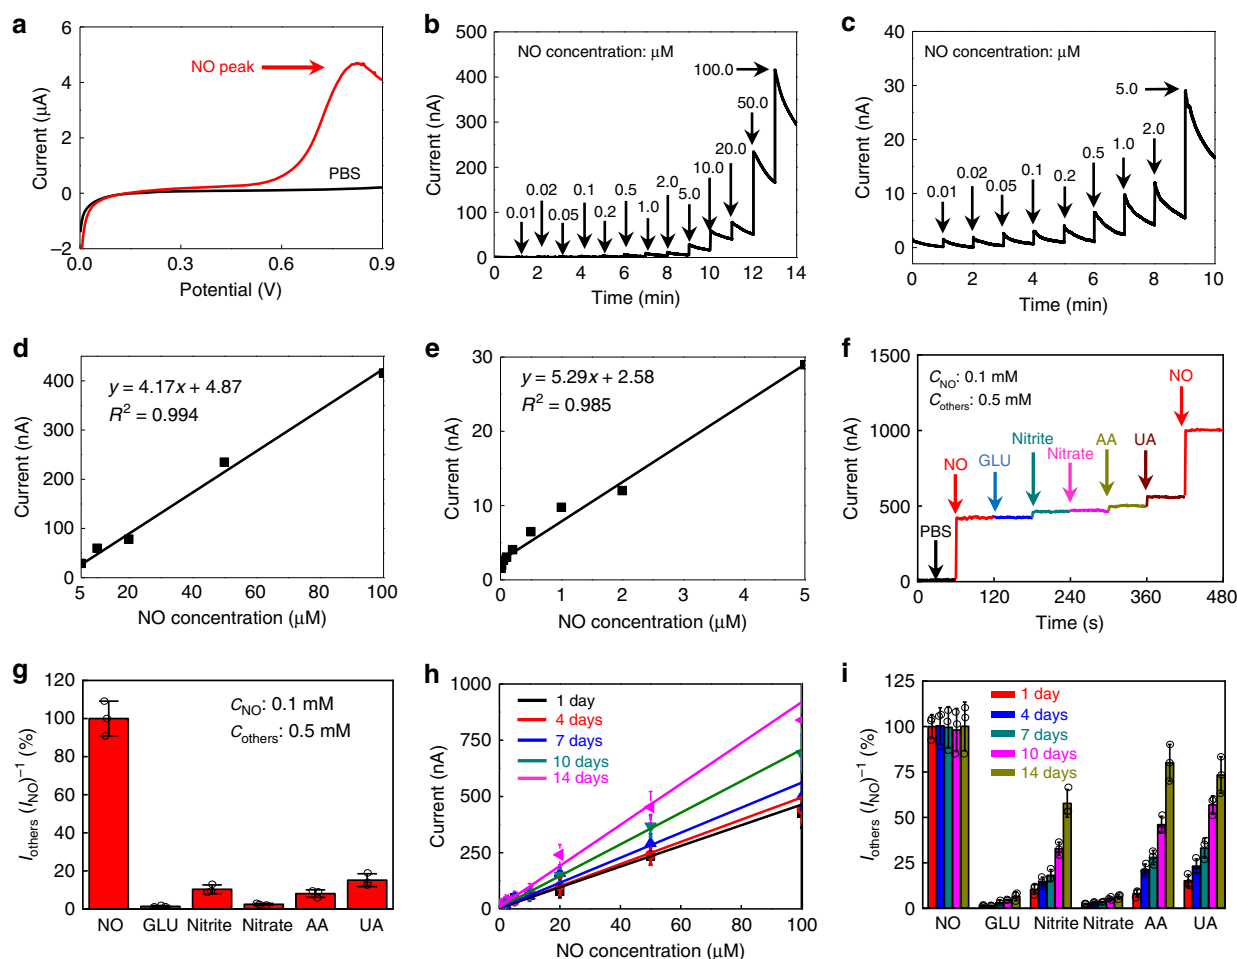 a
NO peak
PBS
Current (μA)
6
4
2
0
−2
0.0
0.3
0.6
0.9
Potential (V)
b
NO concentration: μM
Current (nA)
500
400
300
200
100
0
0.01
0.02
0.05
0.1
0.2
0.5
1.0
2.0
5.0
10.0
20.0
50.0
100.0
0 2 4 6 8 10 12 14
Time (min)
c
NO concentration: μM
Current (nA)
40
30
20
10
0
0.01
0.02
0.05
0.1
0.2
0.5
1.0
2.0
5.0
0 2 4 6 8 10
Time (min)
d
y = 4.17x + 4.87
R² = 0.994
Current (nA)
400
300
200
100
0
5 20 40 60 80 100
NO concentration (μM)
e
y = 5.29x + 2.58
R² = 0.985
Current (nA)
30
20
10
0
0 1 2 3 4 5
NO concentration (μM)
f
C_NO: 0.1 mM
C_others: 0.5 mM
Current (nA)
1500
1000
500
0
PBS
NO
GLU
Nitrite
Nitrate
AA
UA
NO
0 120 240 360 480
Time (s)
g
C_NO: 0.1 mM
C_others: 0.5 mM
I_others (I_NO)⁻¹ (%)
120
100
80
60
40
20
0
NO GLU Nitrite Nitrate AA UA
h
1 day
4 days
7 days
10 days
14 days
Current (nA)
1000
750
500
250
0
0 20 40 60 80 100
NO concentration (μM)
i
1 day
4 days
7 days
10 days
14 days
I_others (I_NO)⁻¹ (%)
125
100
75
50
25
0
NO GLU Nitrite Nitrate AA UA